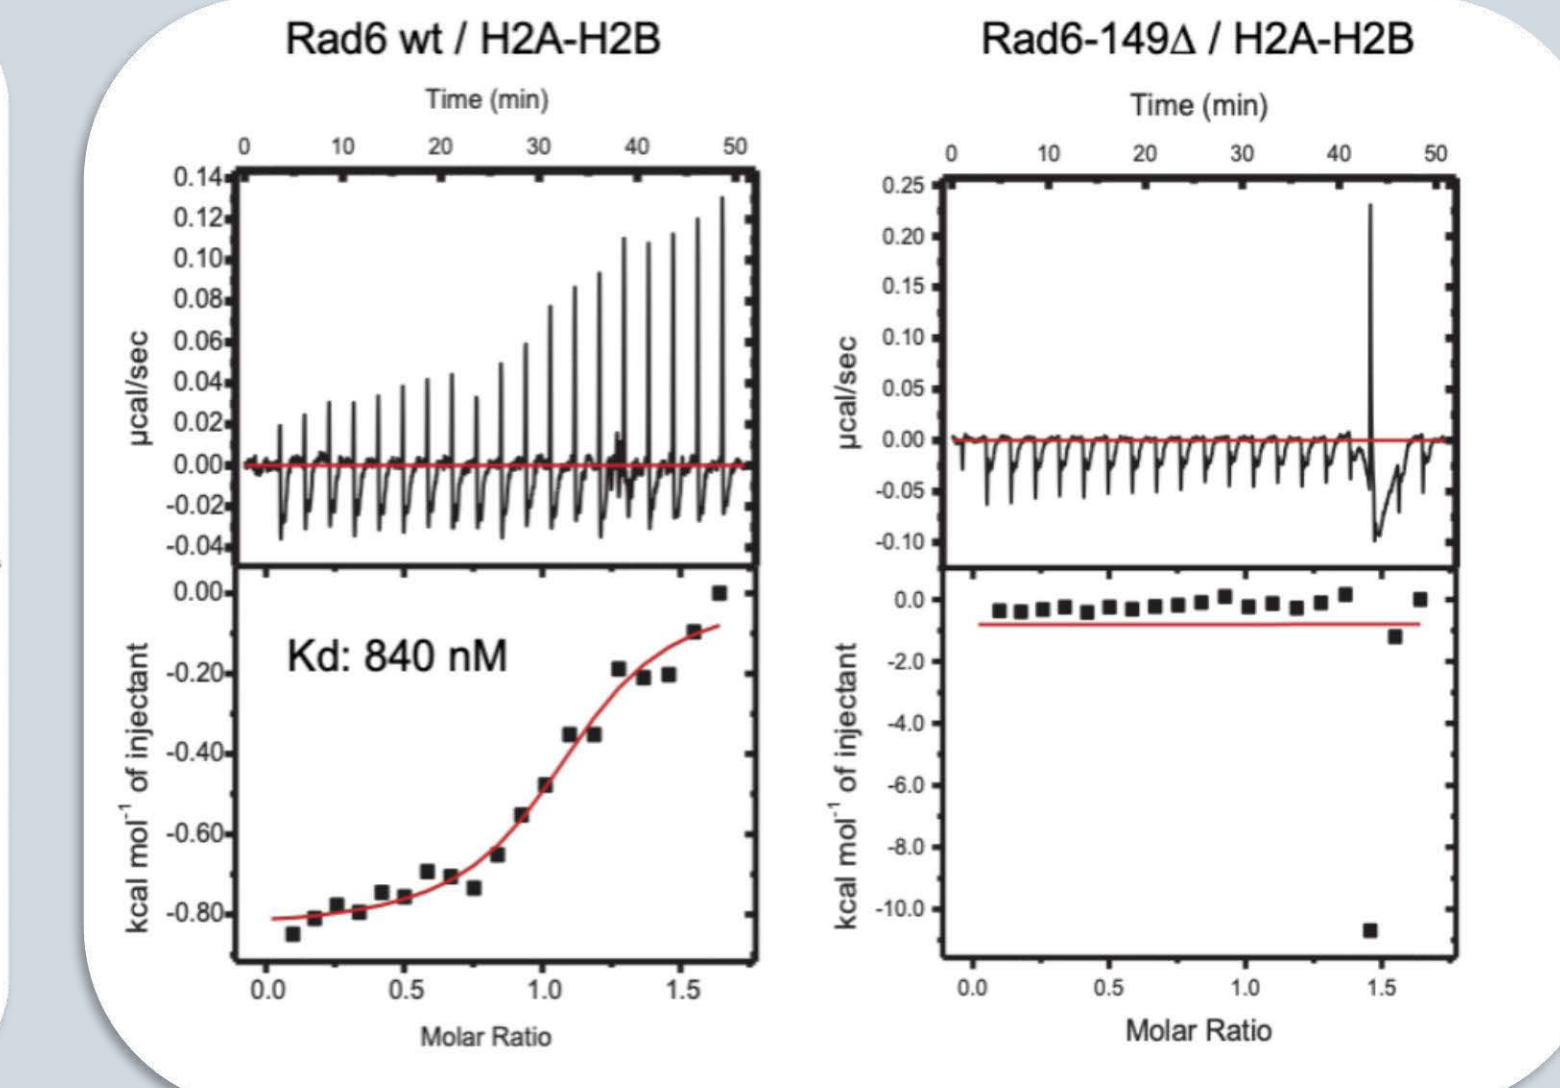 Rad6 wt / H2A-H2B
Time (min)
0 10 20 30 40 50
0.14
0.12
0.10
0.08
0.06
0.04
0.02
0.00
-0.02
-0.04
µcal/sec
0.00
-0.20
-0.40
-0.60
-0.80
kcal mol⁻¹ of injectant
Kd: 840 nM
0.0 0.5 1.0 1.5
Molar Ratio
Rad6-149Δ / H2A-H2B
Time (min)
0 10 20 30 40 50
0.25
0.20
0.15
0.10
0.05
0.00
-0.05
-0.10
µcal/sec
0.0
-2.0
-4.0
-6.0
-8.0
-10.0
kcal mol⁻¹ of injectant
0.0 0.5 1.0 1.5
Molar Ratio